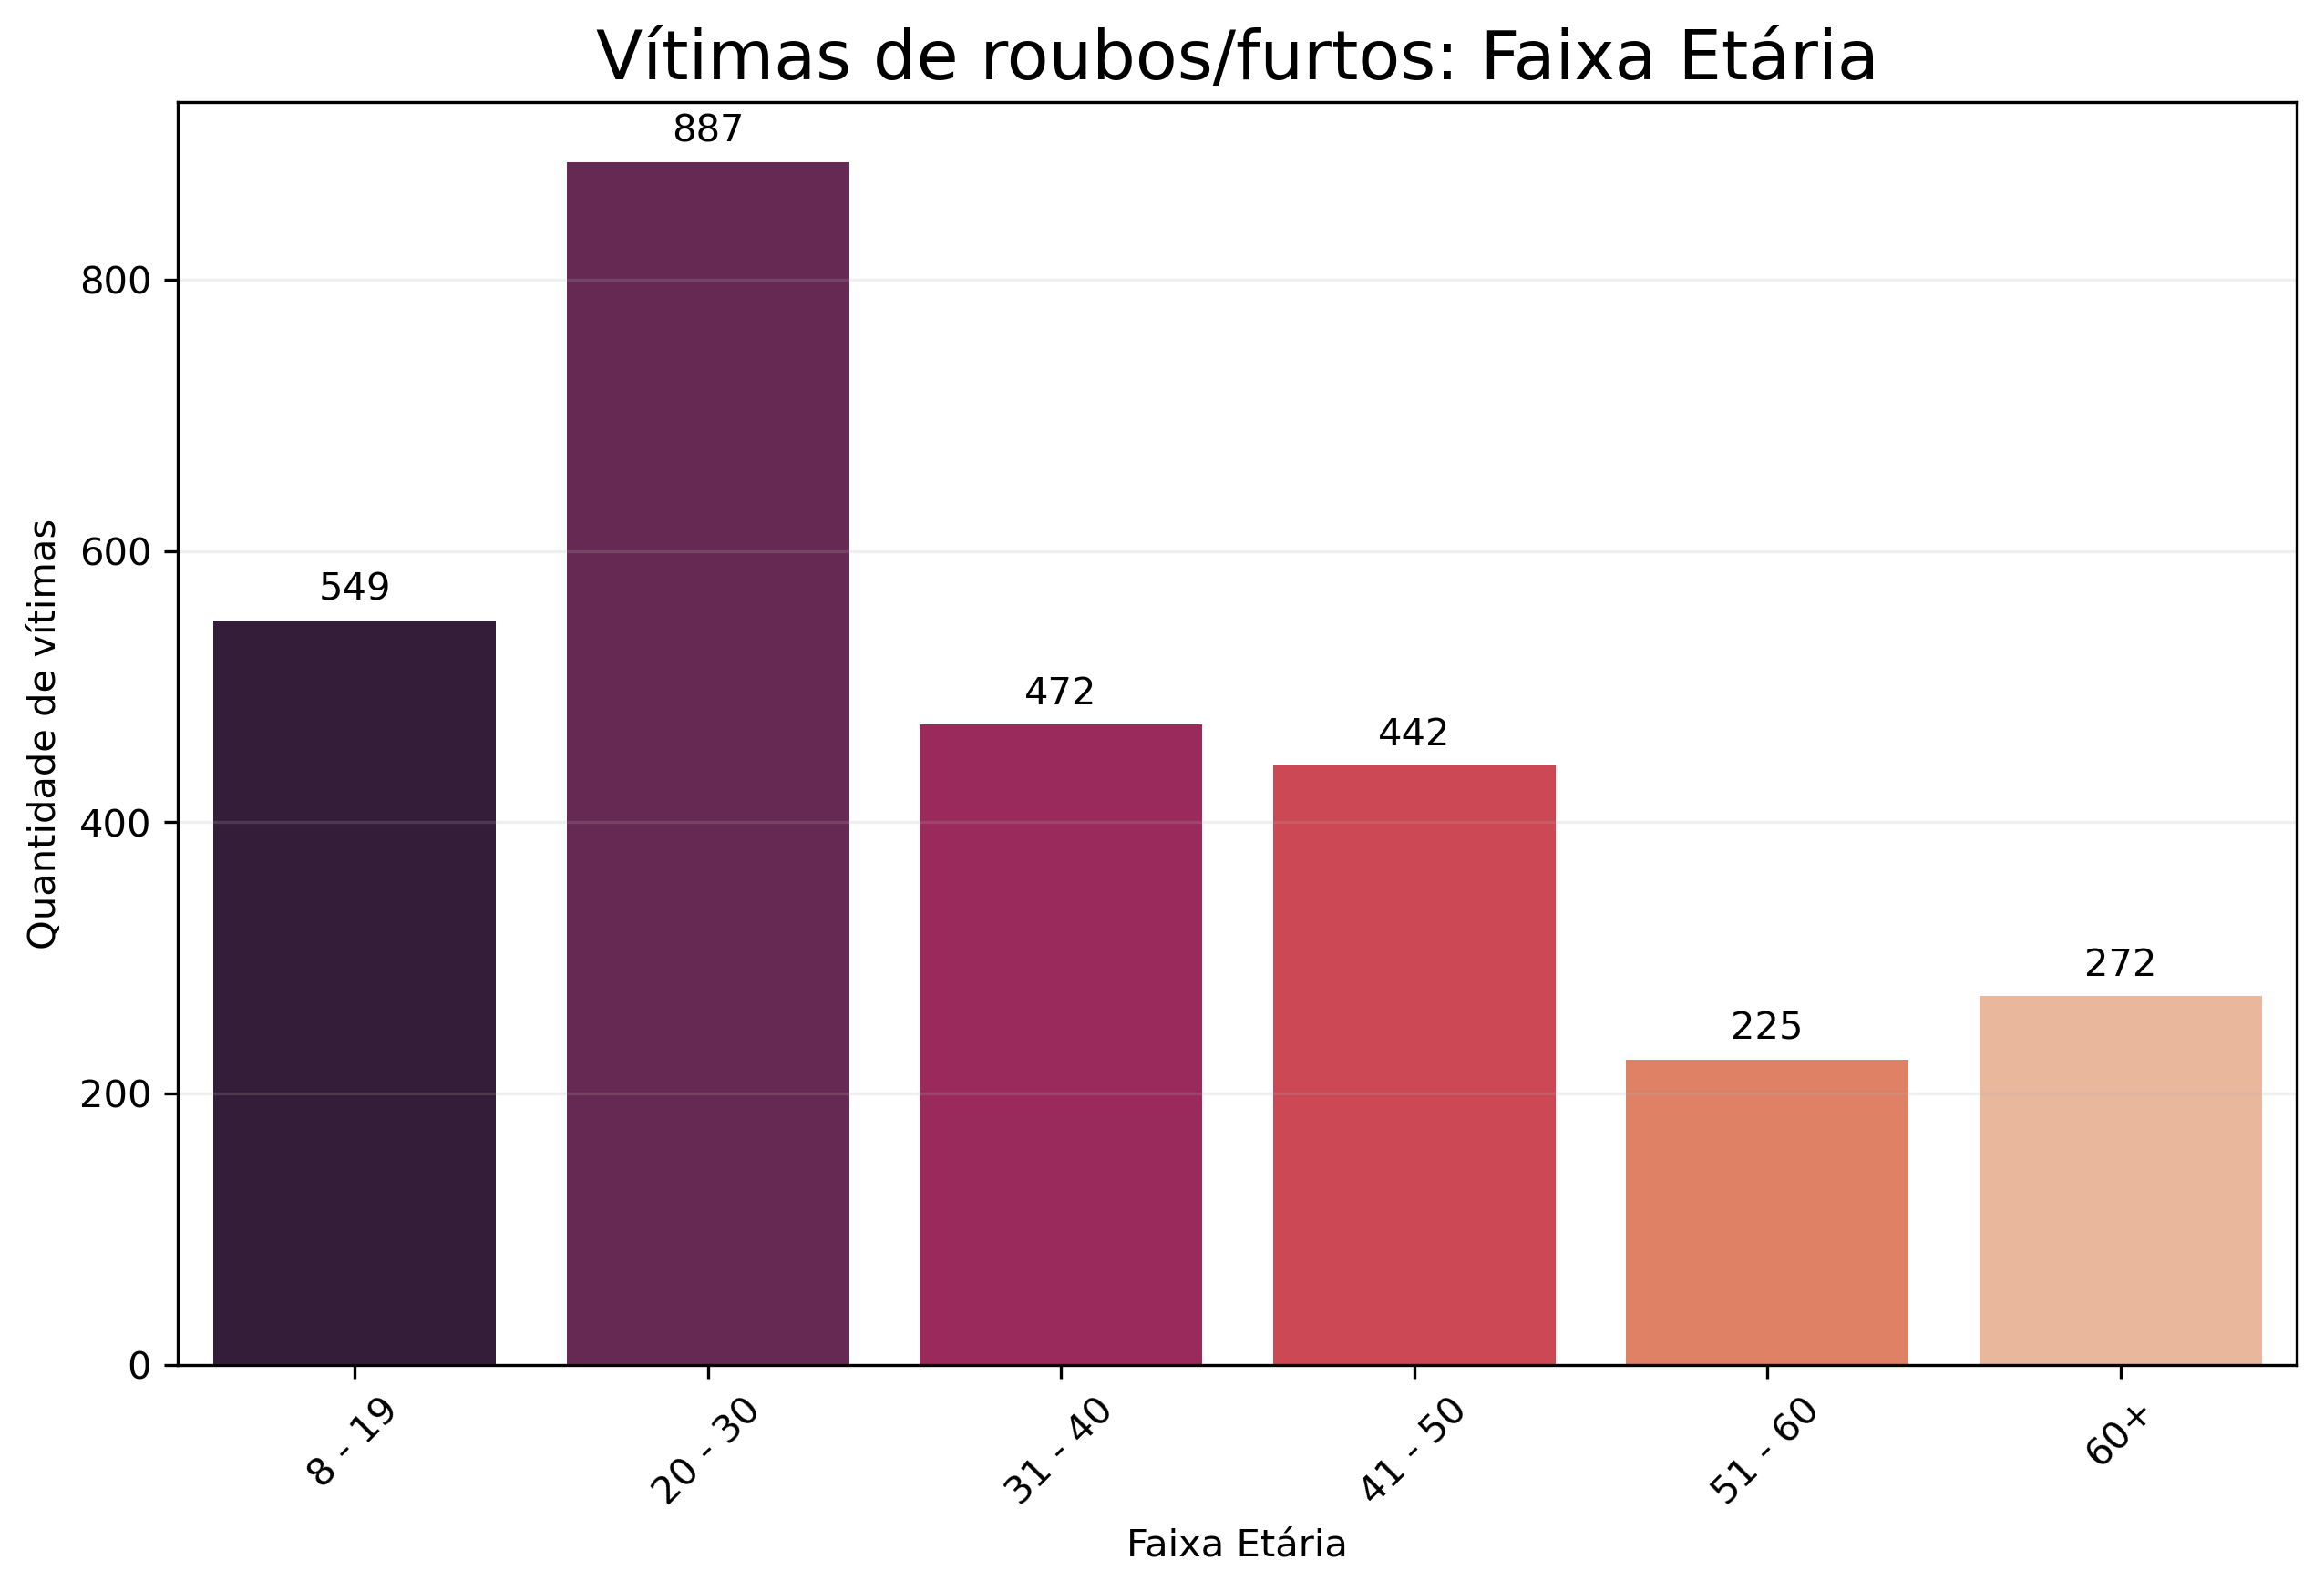 Vítimas de roubos/furtos: Faixa Etária
Quantidade de vítimas
800
600
400
200
0
549
887
472
442
225
272
8 - 19
20 - 30
31 - 40
41 - 50
51 - 60
60+
Faixa Etária